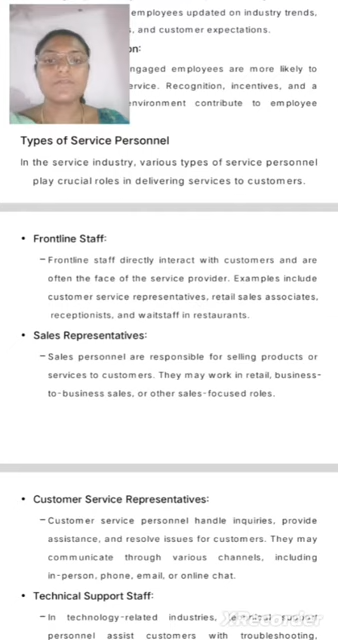 employees updated on industry trends,
, and customer expectations.
on:
ngaged employees are more likely to
ervice. Recognition, incentives, and a
environment contribute to employee
Types of Service Personnel
In the service industry, various types of service personnel
play crucial roles in delivering services to customers.
• Frontline Staff:
– Frontline staff directly interact with customers and are
often the face of the service provider. Examples include
customer service representatives, retail sales associates,
receptionists, and waitstaff in restaurants.
• Sales Representatives:
– Sales personnel are responsible for selling products or
services to customers. They may work in retail, business-
to-business sales, or other sales-focused roles.
• Customer Service Representatives:
– Customer service personnel handle inquiries, provide
assistance, and resolve issues for customers. They may
communicate through various channels, including
in-person, phone, email, or online chat.
• Technical Support Staff:
– In technology-related industries, technical support
personnel assist customers with troubleshooting,
XRecorder